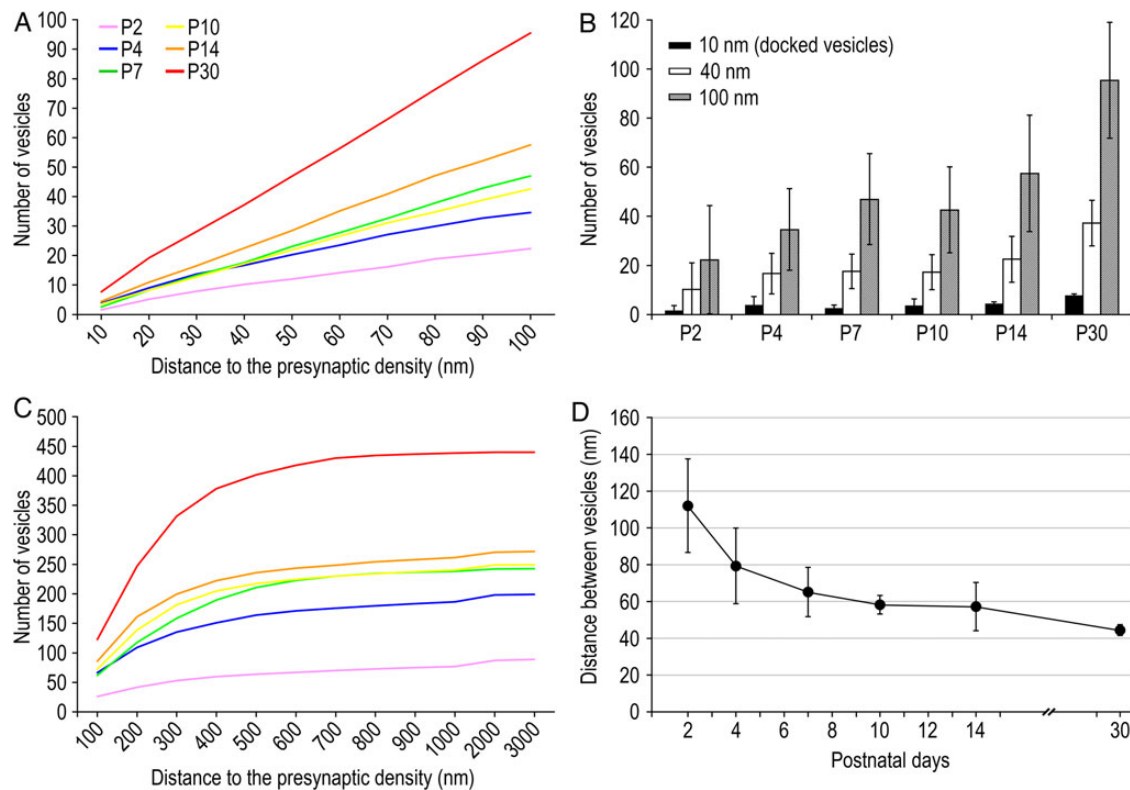 A
Number of vesicles
100
90
80
70
60
50
40
30
20
10
0
P2
P4
P7
P10
P14
P30
10 20 30 40 50 60 70 80 90 100
Distance to the presynaptic density (nm)
B
Number of vesicles
120
100
80
60
40
20
0
10 nm (docked vesicles)
40 nm
100 nm
P2 P4 P7 P10 P14 P30
C
Number of vesicles
500
450
400
350
300
250
200
150
100
50
0
100 200 300 400 500 600 700 800 900 1000 2000 3000
Distance to the presynaptic density (nm)
D
Distance between vesicles (nm)
160
140
120
100
80
60
40
20
0
2 4 6 8 10 12 14 30
Postnatal days